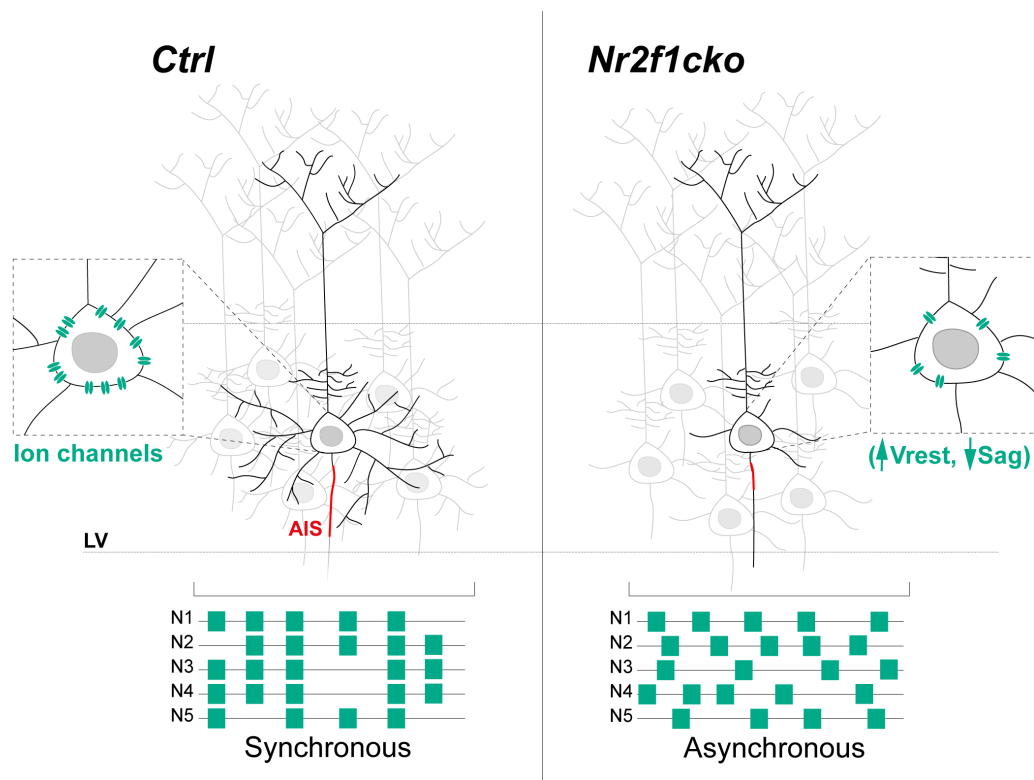 Ctrl
Nr2f1cko
Ion channels
(↑Vrest, ↓Sag)
AIS
LV
N1
N2
N3
N4
N5
Synchronous
N1
N2
N3
N4
N5
Asynchronous